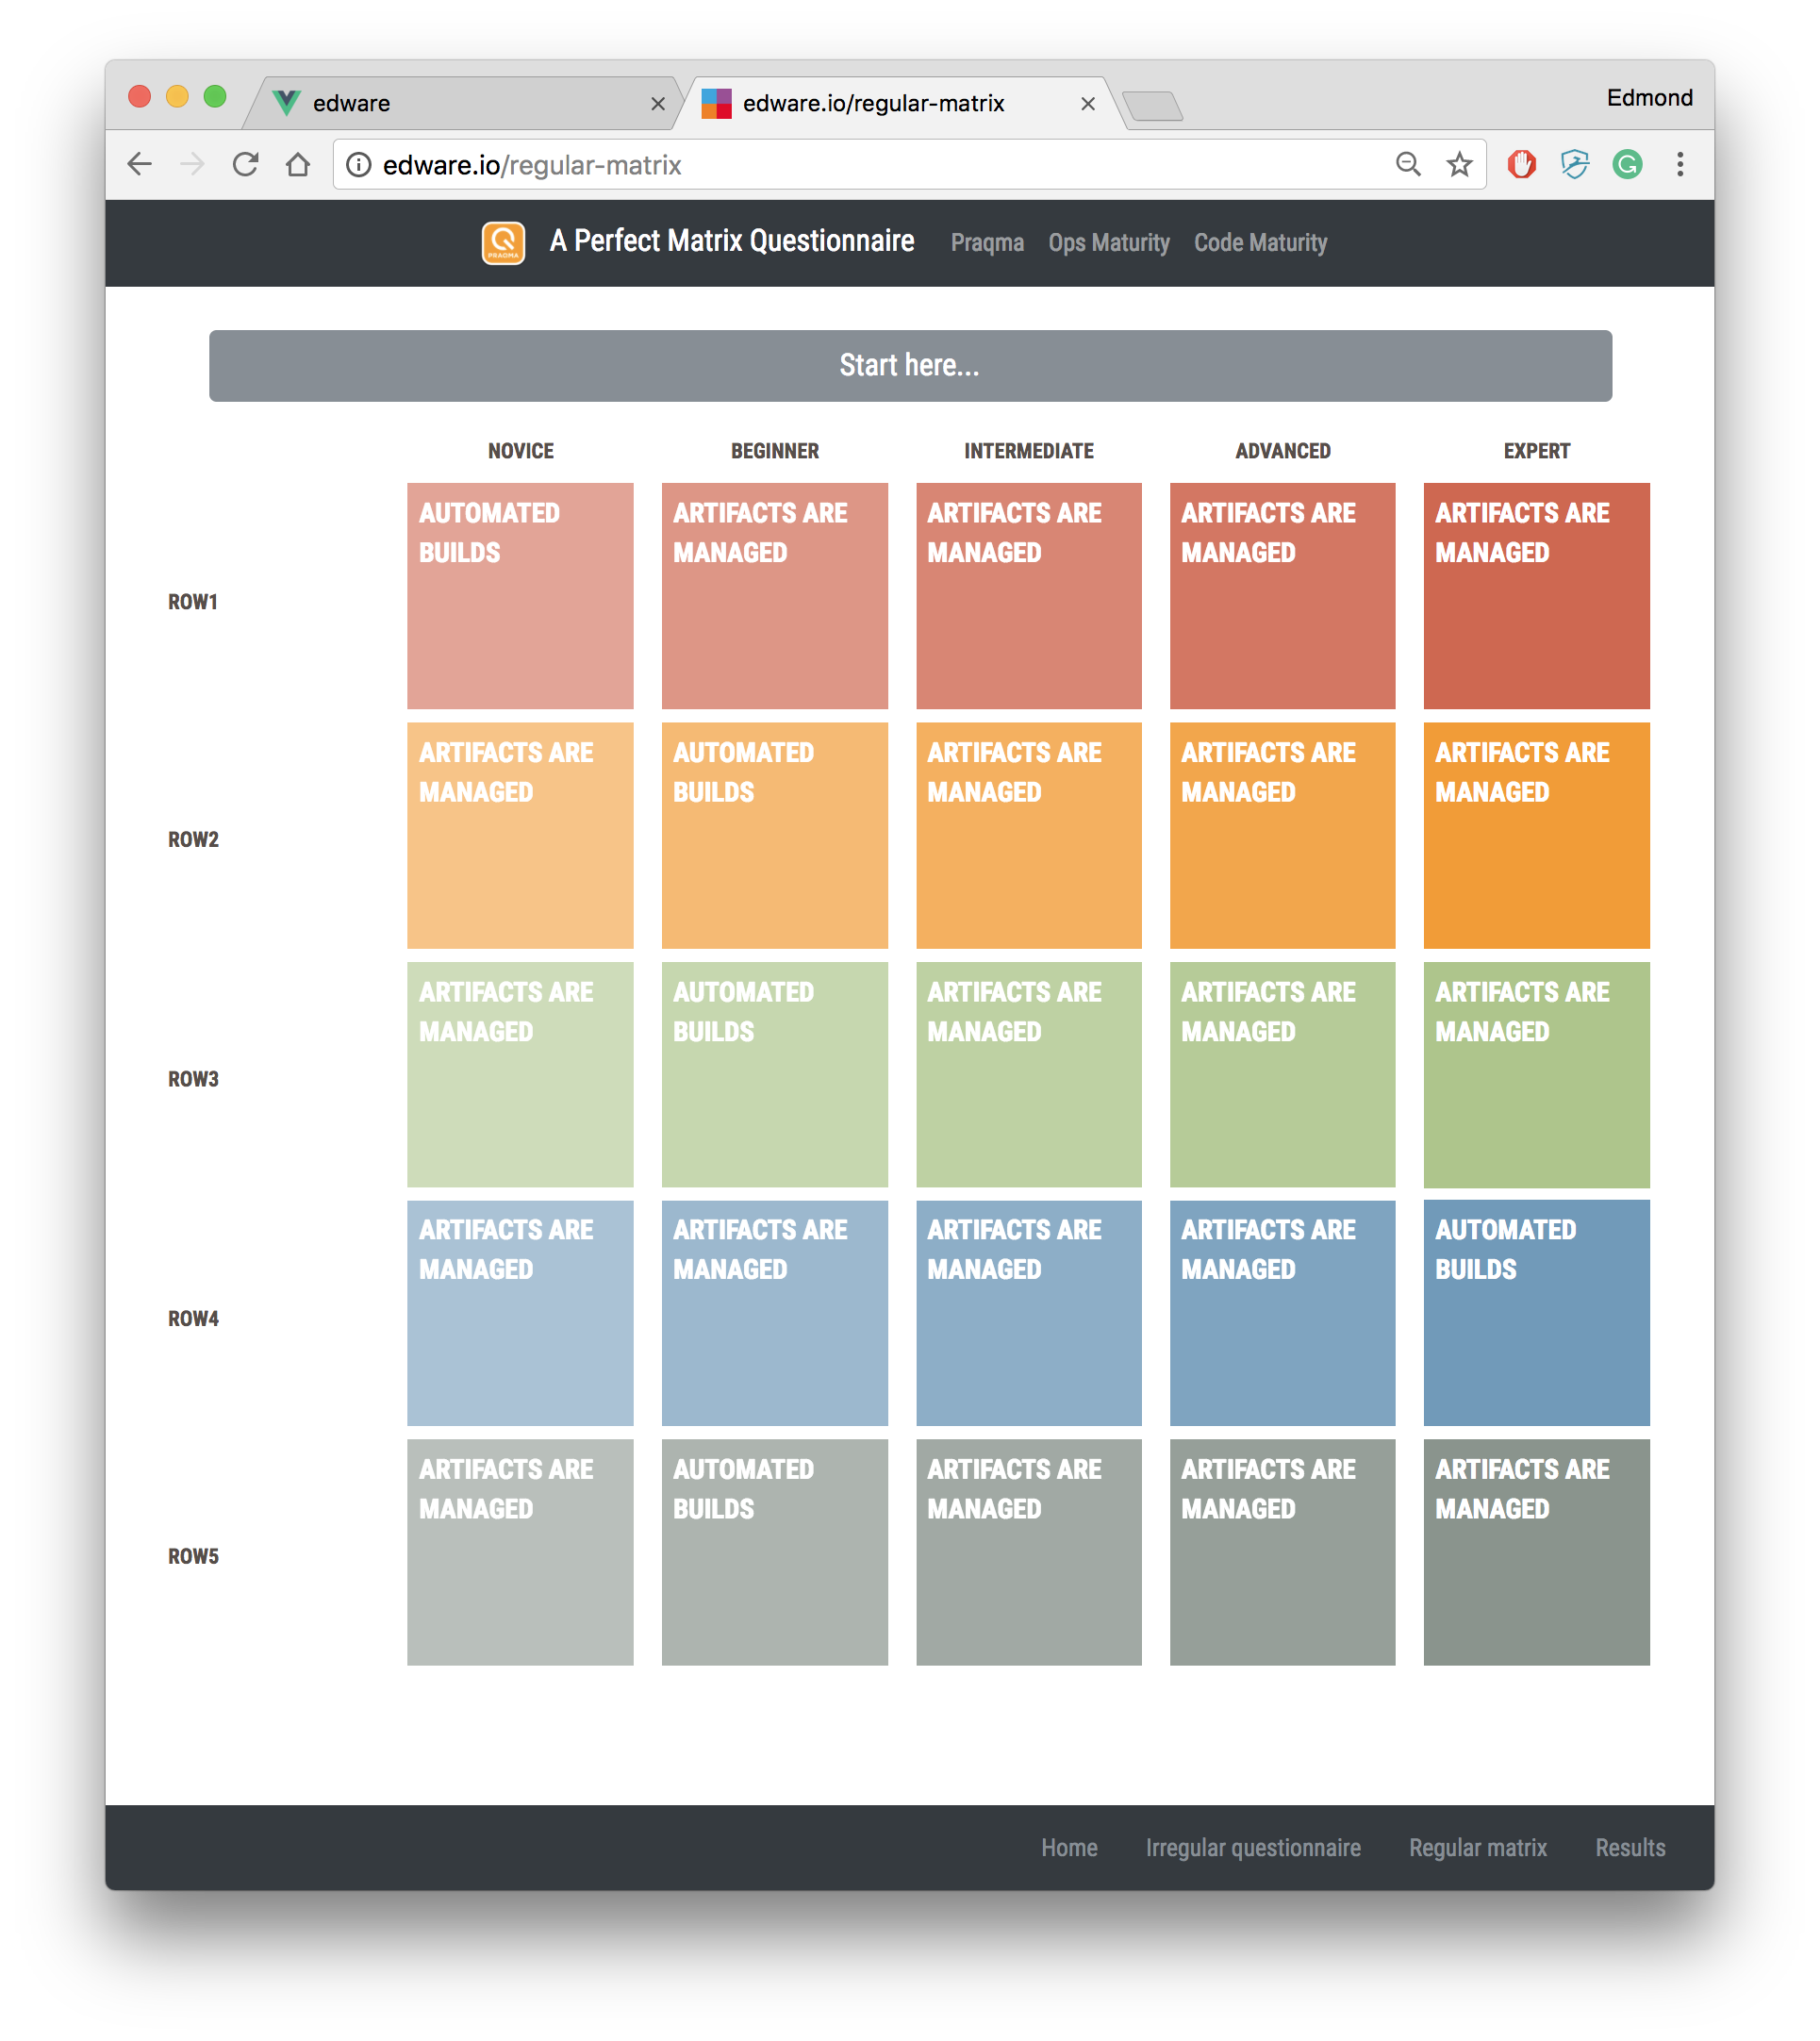 edware
edware.io/regular-matrix
Edmond
edware.io/regular-matrix
PRAQMA
A Perfect Matrix Questionnaire
Praqma
Ops Maturity
Code Maturity
Start here...
NOVICE
BEGINNER
INTERMEDIATE
ADVANCED
EXPERT
ROW1
AUTOMATED
BUILDS
ARTIFACTS ARE
MANAGED
ARTIFACTS ARE
MANAGED
ARTIFACTS ARE
MANAGED
ARTIFACTS ARE
MANAGED
ROW2
ARTIFACTS ARE
MANAGED
AUTOMATED
BUILDS
ARTIFACTS ARE
MANAGED
ARTIFACTS ARE
MANAGED
ARTIFACTS ARE
MANAGED
ROW3
ARTIFACTS ARE
MANAGED
AUTOMATED
BUILDS
ARTIFACTS ARE
MANAGED
ARTIFACTS ARE
MANAGED
ARTIFACTS ARE
MANAGED
ROW4
ARTIFACTS ARE
MANAGED
ARTIFACTS ARE
MANAGED
ARTIFACTS ARE
MANAGED
ARTIFACTS ARE
MANAGED
AUTOMATED
BUILDS
ROW5
ARTIFACTS ARE
MANAGED
AUTOMATED
BUILDS
ARTIFACTS ARE
MANAGED
ARTIFACTS ARE
MANAGED
ARTIFACTS ARE
MANAGED
Home
Irregular questionnaire
Regular matrix
Results